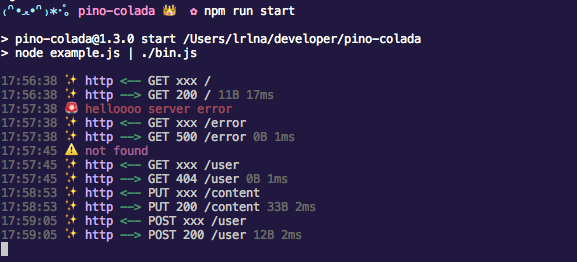 ₍ᐢ•ﻌ•ᐢ₎*･ﾟ｡ pino-colada 👑 ✿ npm run start
> pino-colada@1.3.0 start /Users/lrlna/developer/pino-colada
> node example.js | ./bin.js
17:56:38 ✨ http <-- GET xxx /
17:56:38 ✨ http --> GET 200 / 11B 17ms
17:57:38 🚨 helloooo server error
17:57:38 ✨ http <-- GET xxx /error
17:57:38 ✨ http --> GET 500 /error 0B 1ms
17:57:45 ⚠️ not found
17:57:45 ✨ http <-- GET xxx /user
17:57:45 ✨ http --> GET 404 /user 0B 1ms
17:58:53 ✨ http <-- PUT xxx /content
17:58:53 ✨ http --> PUT 200 /content 33B 2ms
17:59:05 ✨ http <-- POST xxx /user
17:59:05 ✨ http --> POST 200 /user 12B 2ms